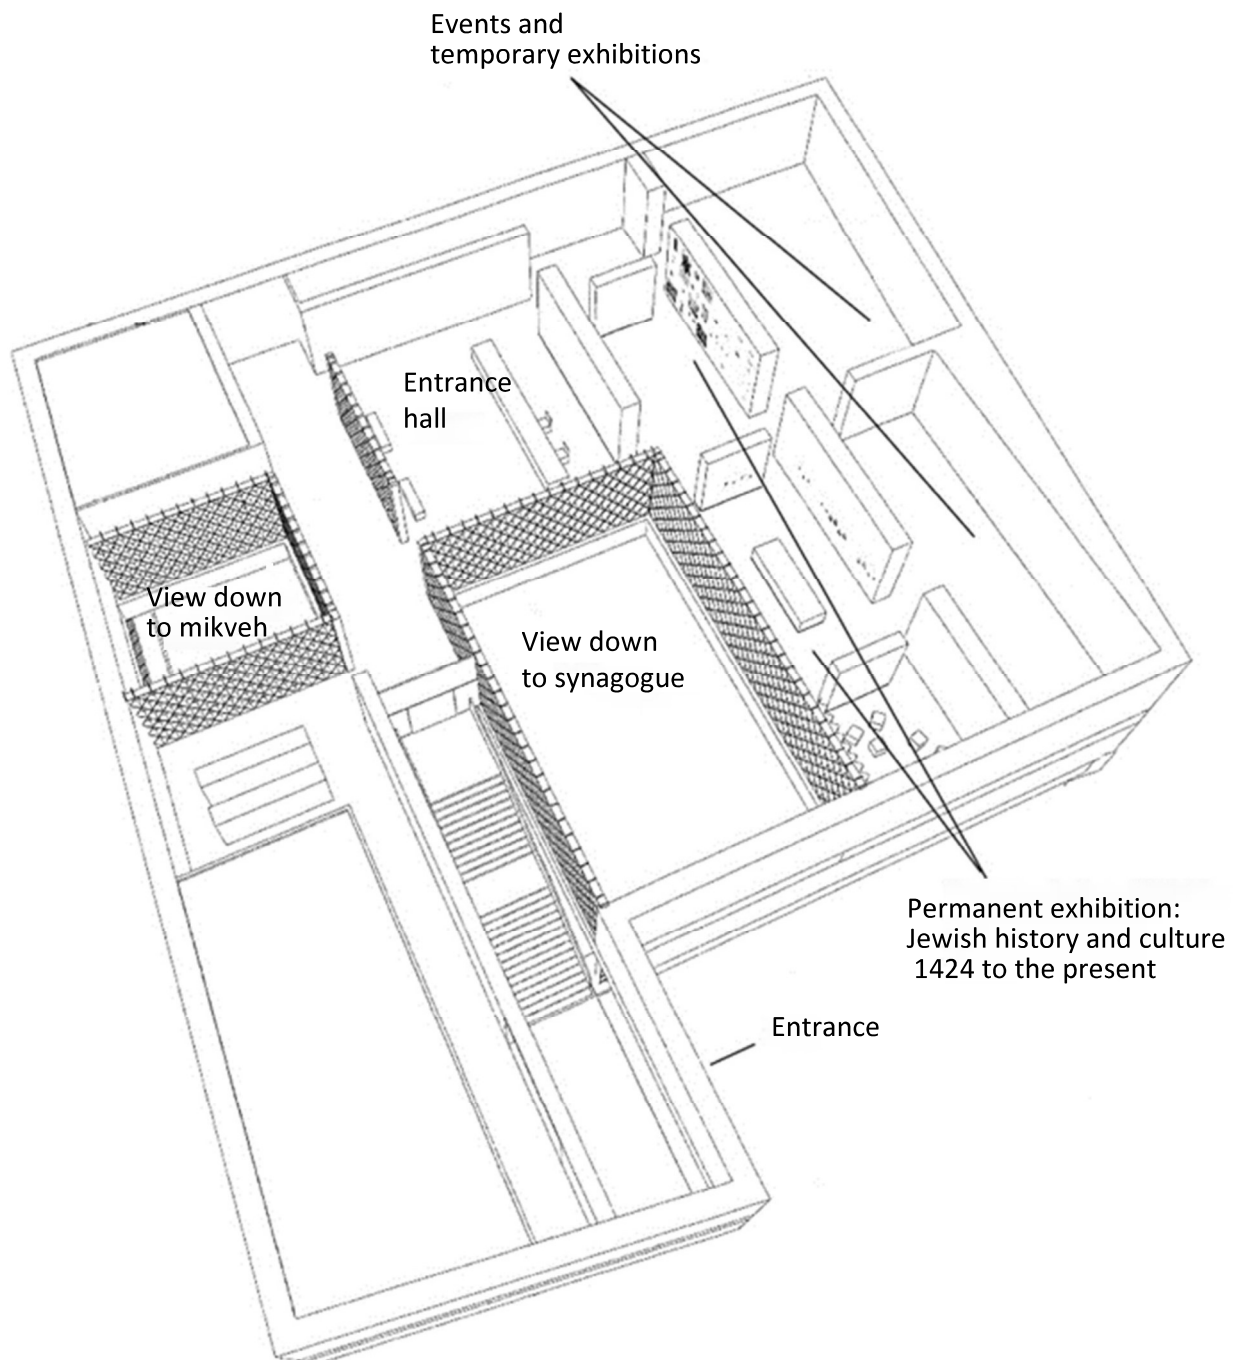 Events and
temporary exhibitions
Entrance
hall
View down
to mikveh
View down
to synagogue
Permanent exhibition:
Jewish history and culture
1424 to the present
Entrance